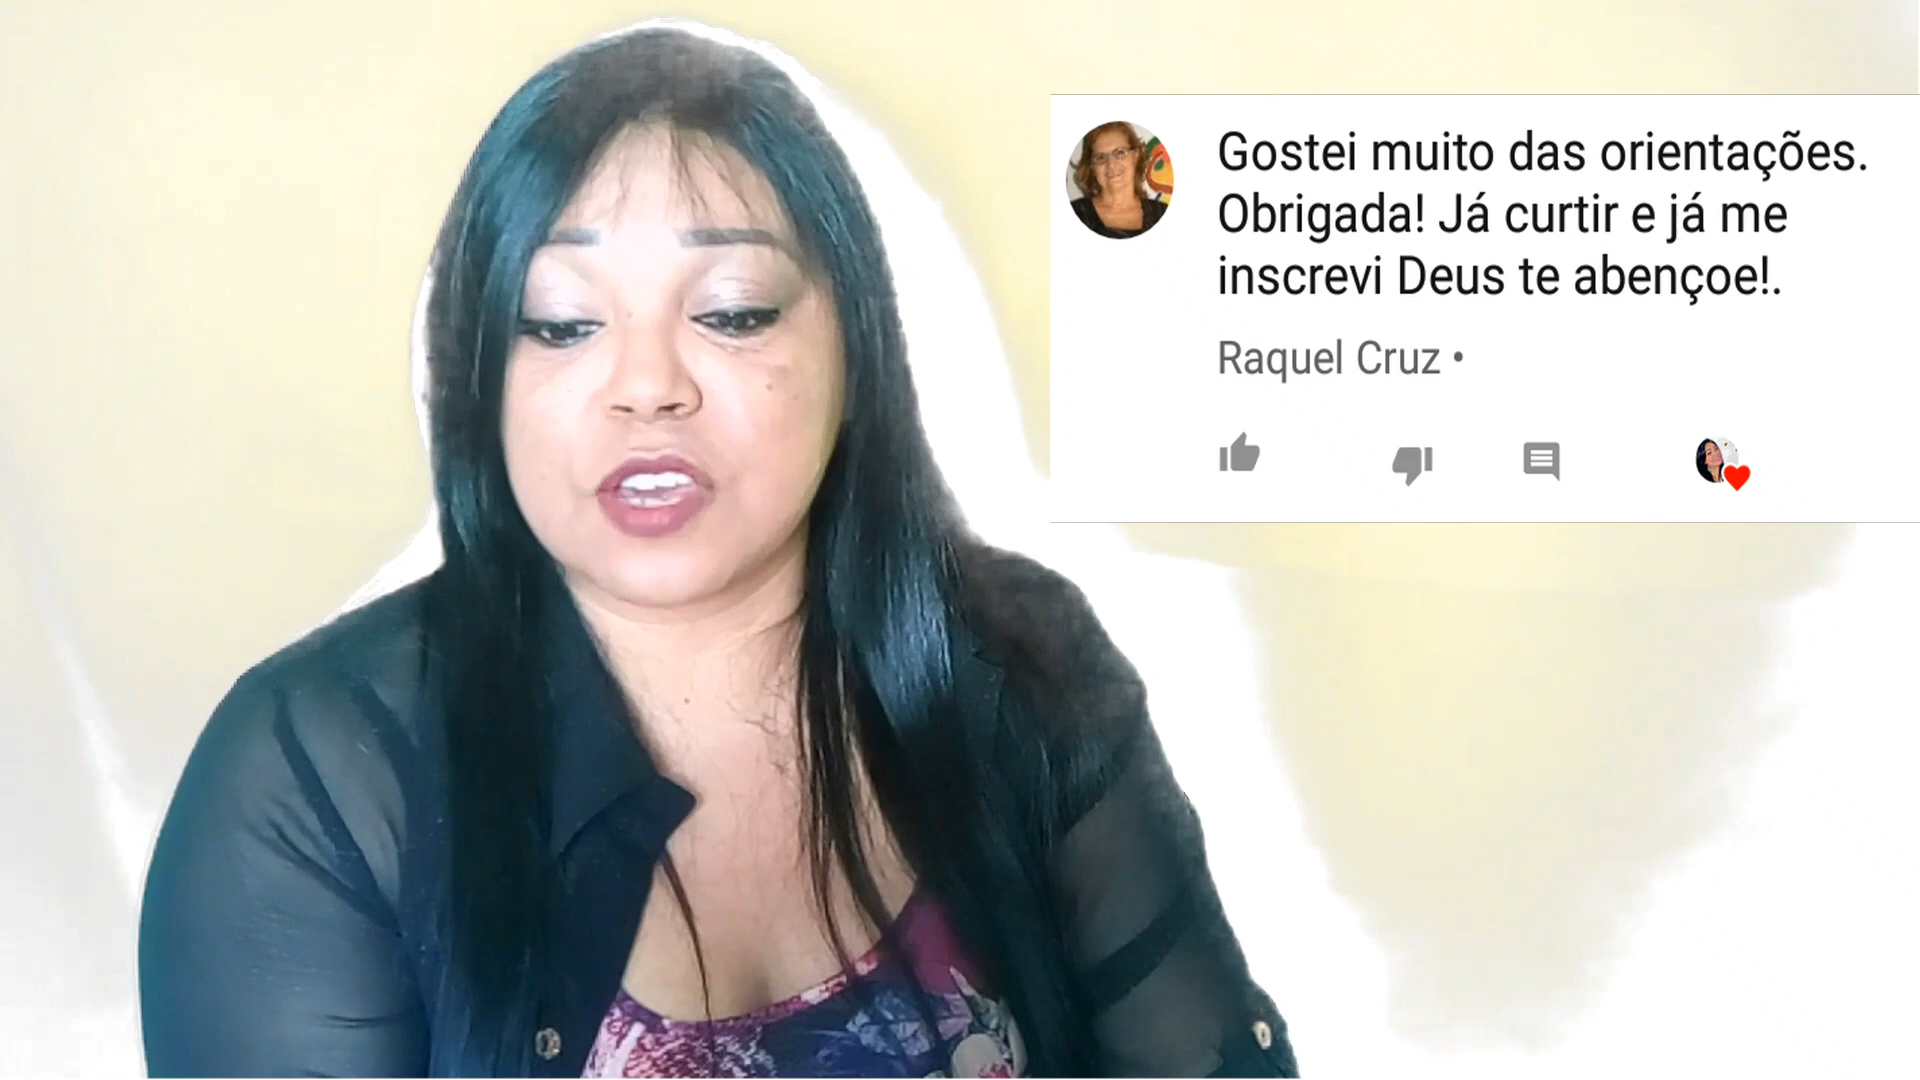 Gostei muito das orientações.
Obrigada! Já curtir e já me
inscrevi Deus te abençoe!.
Raquel Cruz •